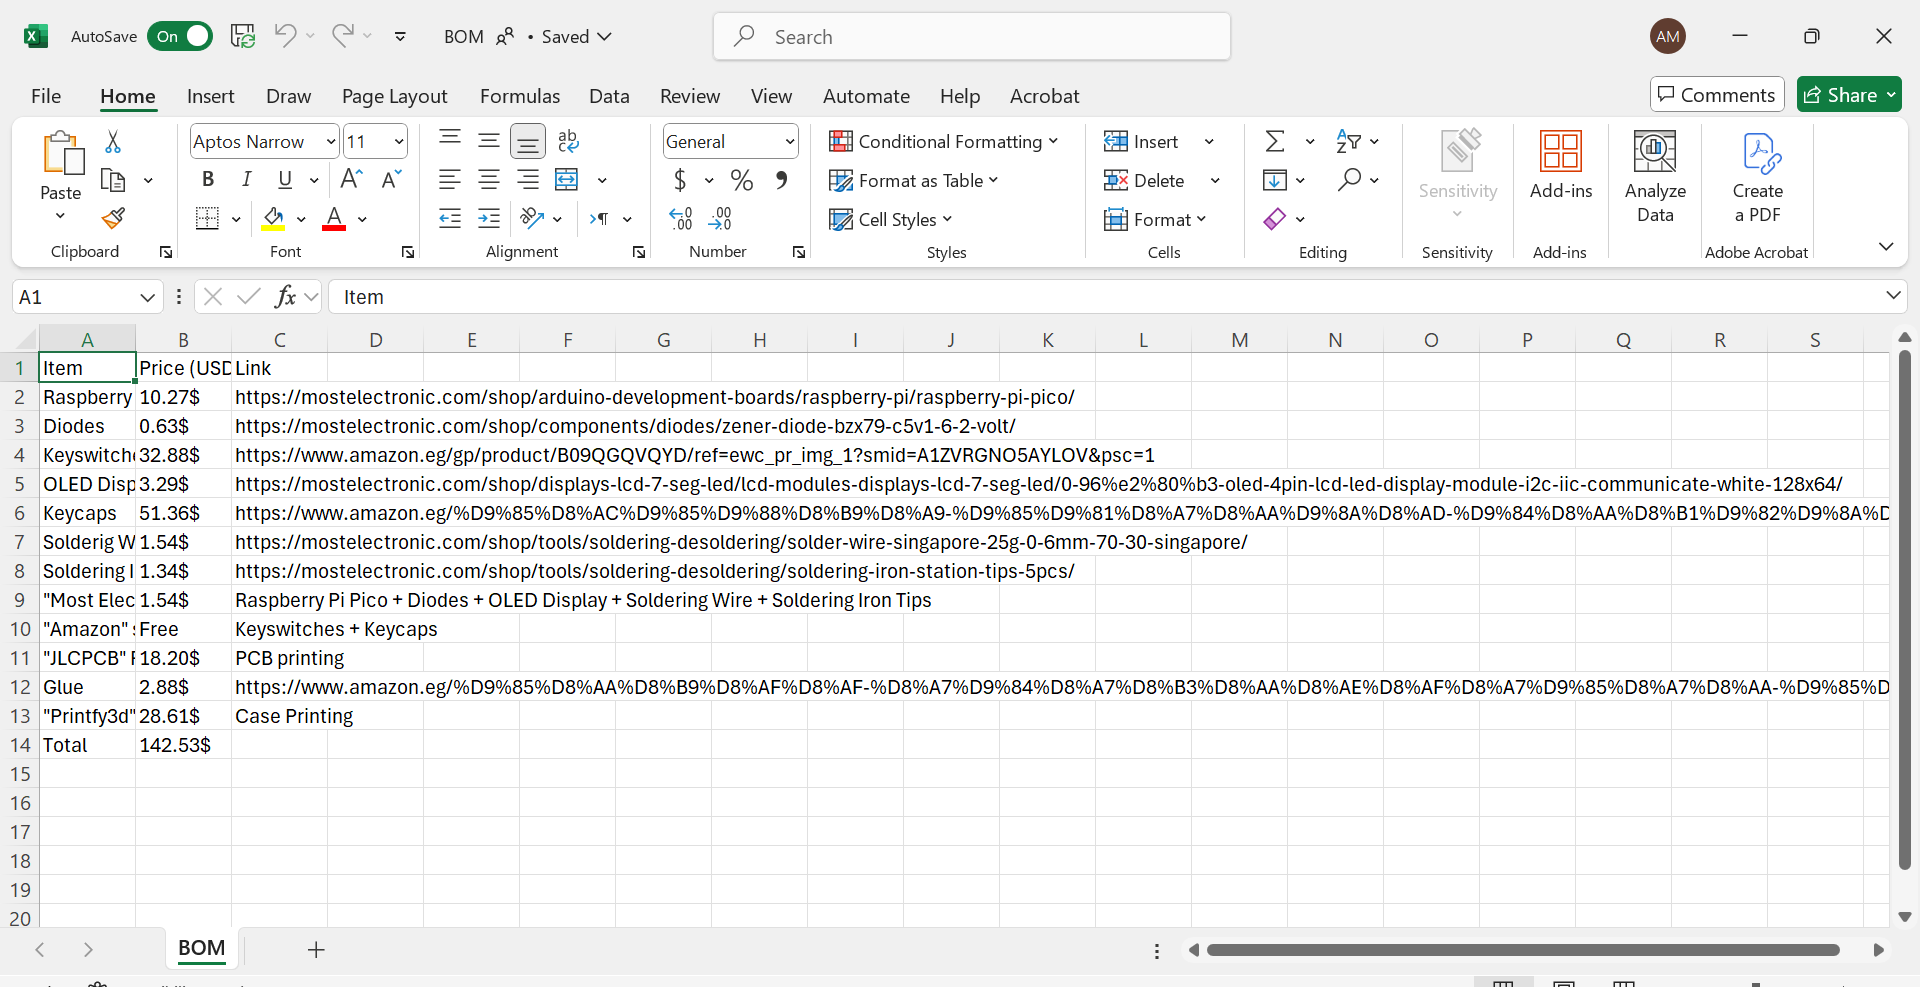 AutoSave On BOM • Saved Search AM
File Home Insert Draw Page Layout Formulas Data Review View Automate Help Acrobat Comments Share
Paste Aptos Narrow 11 General Conditional Formatting Format as Table Cell Styles Insert Delete Format Sensitivity Add-ins Analyze Data Create a PDF
Clipboard Font Alignment Number Styles Cells Editing Sensitivity Add-ins Adobe Acrobat
A1 fx Item
A B C D E F G H I J K L M N O P Q R S
1 Item Price (USD Link
2 Raspberry 10.27$ https://mostelectronic.com/shop/arduino-development-boards/raspberry-pi/raspberry-pi-pico/
3 Diodes 0.63$ https://mostelectronic.com/shop/components/diodes/zener-diode-bzx79-c5v1-6-2-volt/
4 Keyswitche 32.88$ https://www.amazon.eg/gp/product/B09QGQVQYD/ref=ewc_pr_img_1?smid=A1ZVRGNO5AYLOV&psc=1
5 OLED Disp 3.29$ https://mostelectronic.com/shop/displays-lcd-7-seg-led/lcd-modules-displays-lcd-7-seg-led/0-96%e2%80%b3-oled-4pin-lcd-led-display-module-i2c-iic-communicate-white-128x64/
6 Keycaps 51.36$ https://www.amazon.eg/%D9%85%D8%AC%D9%85%D9%88%D8%B9%D8%A9-%D9%85%D9%81%D8%A7%D8%AA%D9%8A%D8%AD-%D9%84%D8%AA%D8%B1%D9%82%D9%8A%D
7 Solderig W 1.54$ https://mostelectronic.com/shop/tools/soldering-desoldering/solder-wire-singapore-25g-0-6mm-70-30-singapore/
8 Soldering I 1.34$ https://mostelectronic.com/shop/tools/soldering-desoldering/soldering-iron-station-tips-5pcs/
9 "Most Elec 1.54$ Raspberry Pi Pico + Diodes + OLED Display + Soldering Wire + Soldering Iron Tips
10 "Amazon" Free Keyswitches + Keycaps
11 "JLCPCB" 18.20$ PCB printing
12 Glue 2.88$ https://www.amazon.eg/%D9%85%D8%AA%D8%B9%D8%AF%D8%AF-%D8%A7%D9%84%D8%A7%D8%B3%D8%AA%D8%AE%D8%AF%D8%A7%D9%85%D8%A7%D8%AA-%D9%85%D
13 "Printfy3d" 28.61$ Case Printing
14 Total 142.53$
15
16
17
18
19
20
BOM